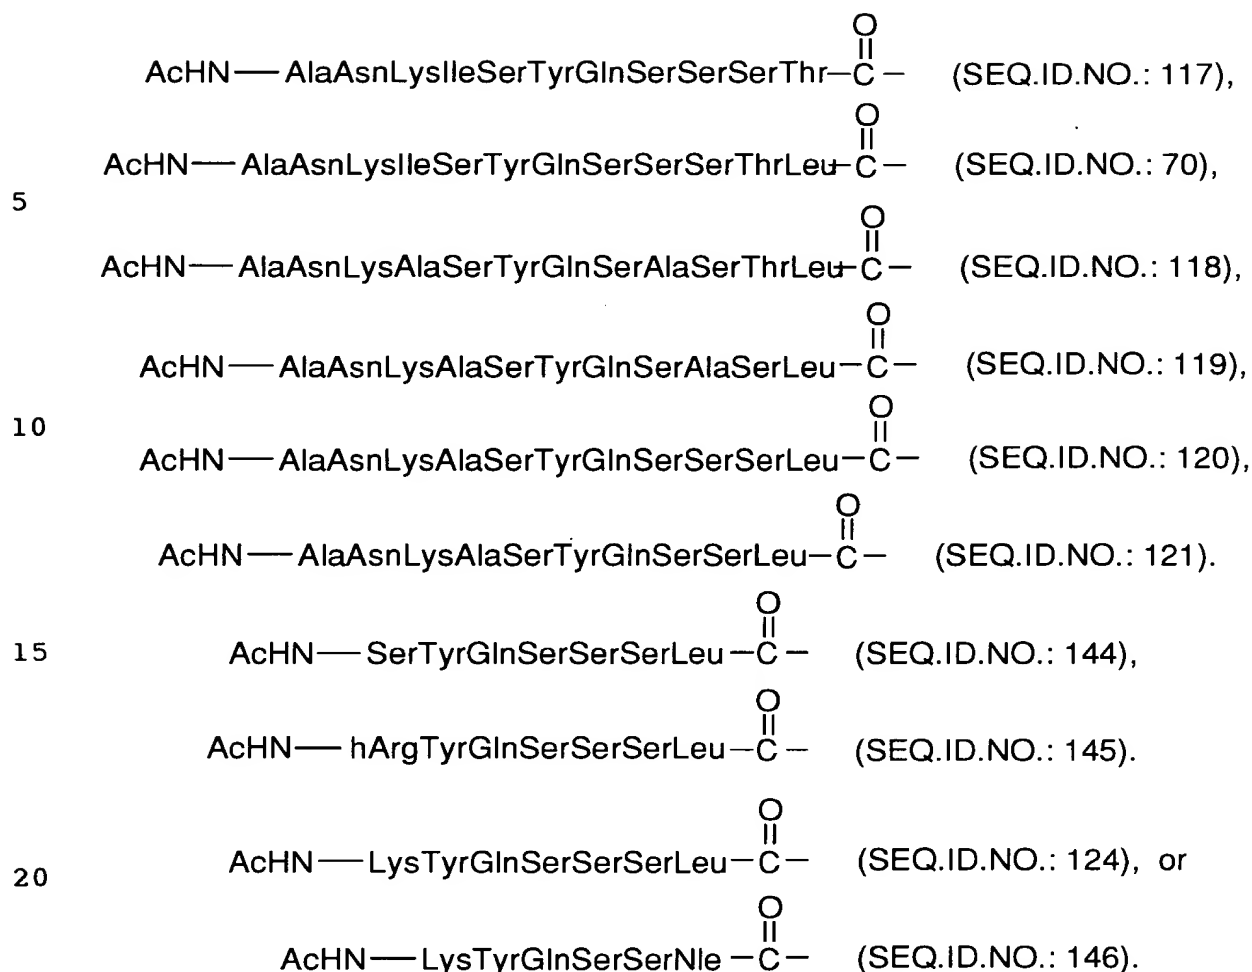 O
||
AcHN— AlaAsnLysIleSerTyrGlnSerSerSerThr–C– (SEQ.ID.NO.: 117),
O
||
AcHN— AlaAsnLysIleSerTyrGlnSerSerSerThrLeu–C– (SEQ.ID.NO.: 70),
5
O
||
AcHN— AlaAsnLysAlaSerTyrGlnSerAlaSerThrLeu–C– (SEQ.ID.NO.: 118),
O
||
AcHN— AlaAsnLysAlaSerTyrGlnSerAlaSerLeu–C– (SEQ.ID.NO.: 119),
O
10
||
AcHN— AlaAsnLysAlaSerTyrGlnSerSerSerLeu–C– (SEQ.ID.NO.: 120),
O
||
AcHN— AlaAsnLysAlaSerTyrGlnSerSerLeu–C– (SEQ.ID.NO.: 121).
O
||
15 AcHN— SerTyrGlnSerSerSerLeu–C– (SEQ.ID.NO.: 144),
O
||
AcHN— hArgTyrGlnSerSerSerLeu–C– (SEQ.ID.NO.: 145).
O
||
20 AcHN—LysTyrGlnSerSerSerLeu–C– (SEQ.ID.NO.: 124), or
O
||
AcHN—LysTyrGlnSerSerNle –C– (SEQ.ID.NO.: 146).